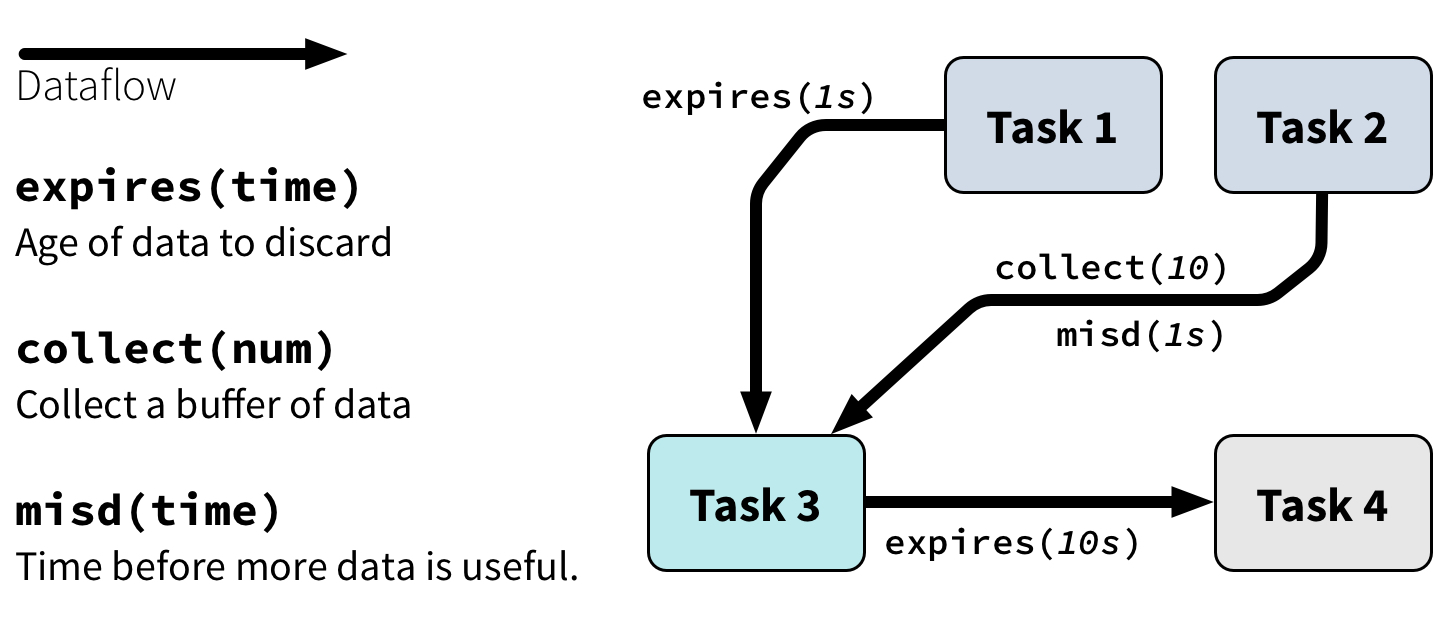 Dataflow
expires(time)
Age of data to discard
collect(num)
Collect a buffer of data
misd(time)
Time before more data is useful.
expires(1s)
Task 1
Task 2
collect(10)
misd(1s)
Task 3
Task 4
expires(10s)